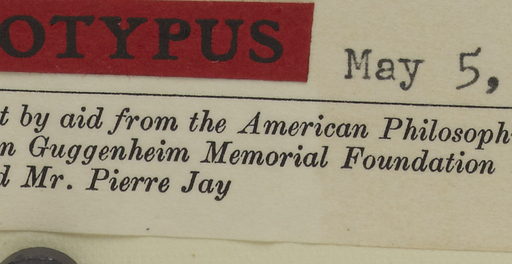 OTYPUS
May 5,
t by aid from the American Philosoph
n Guggenheim Memorial Foundation
d Mr. Pierre Jay